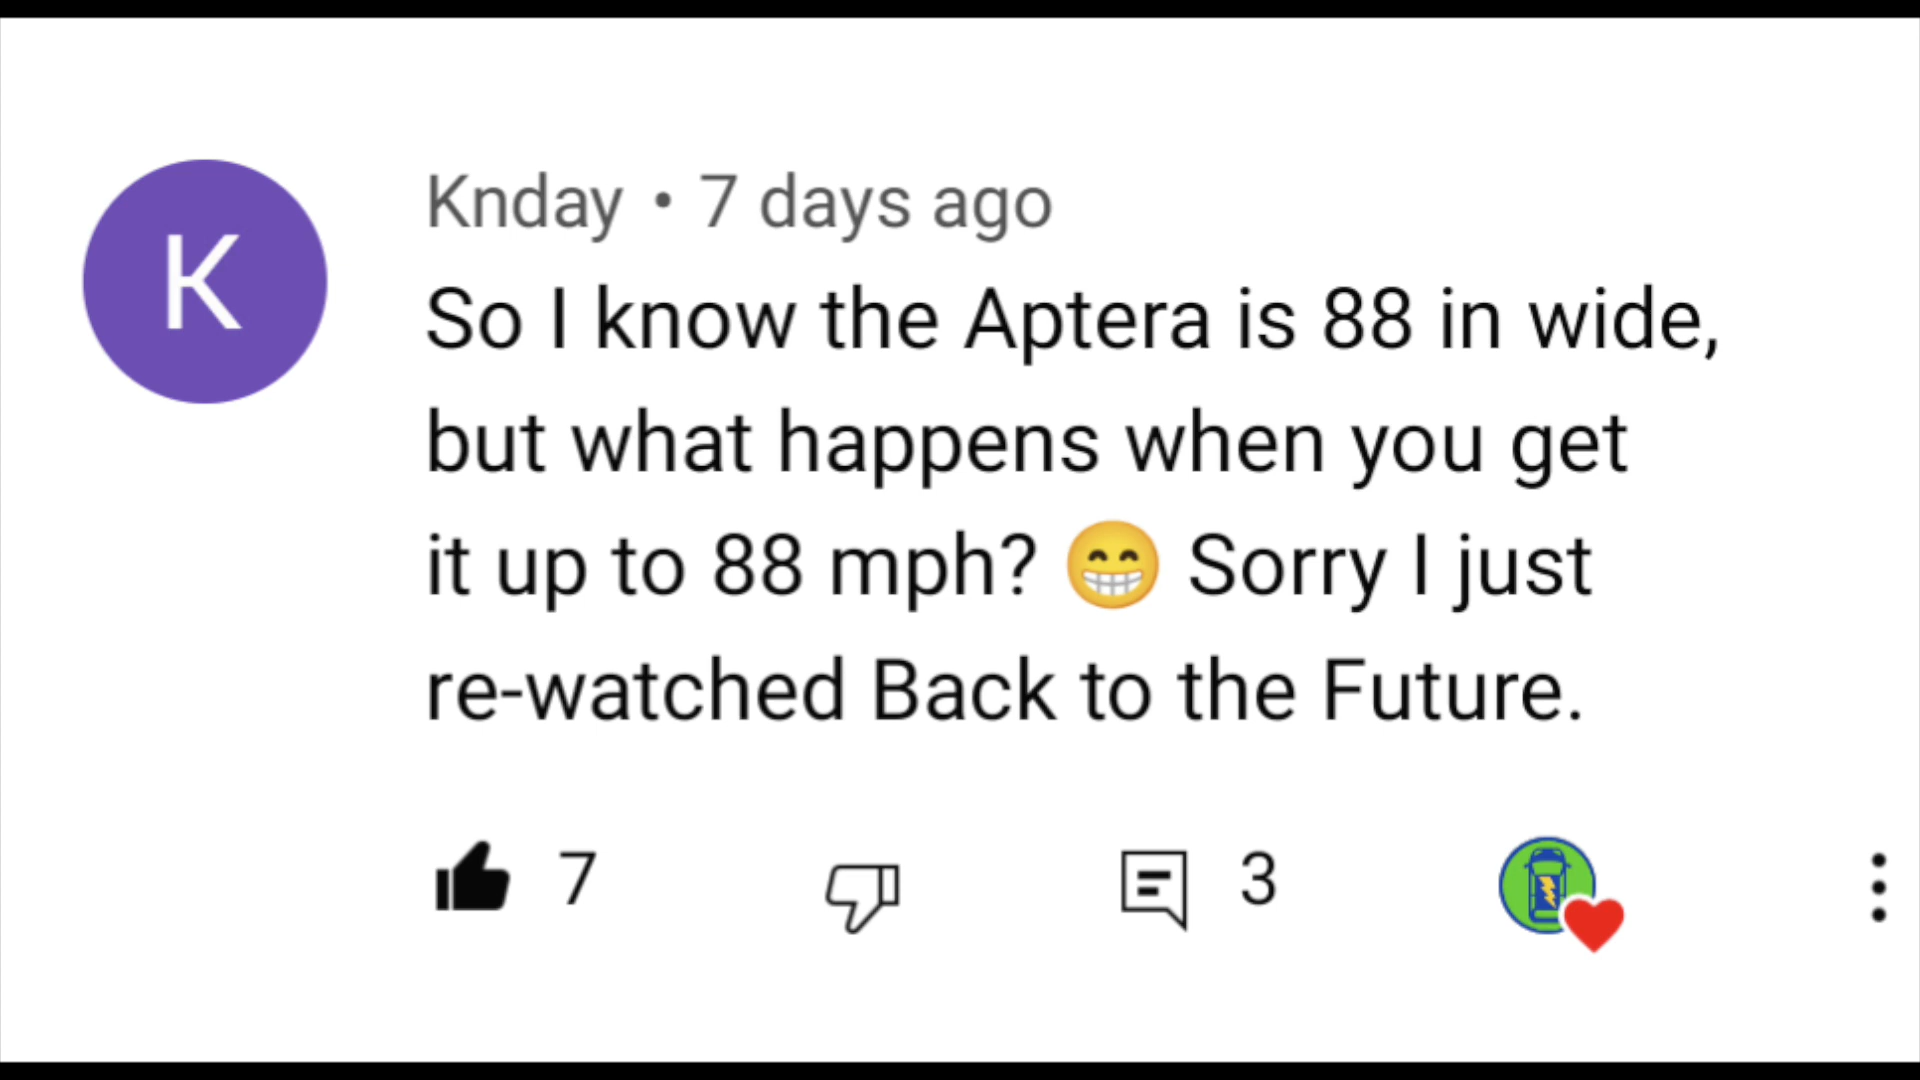 K
Knday • 7 days ago
So I know the Aptera is 88 in wide,
but what happens when you get
it up to 88 mph? 😁 Sorry I just
re-watched Back to the Future.
7 3